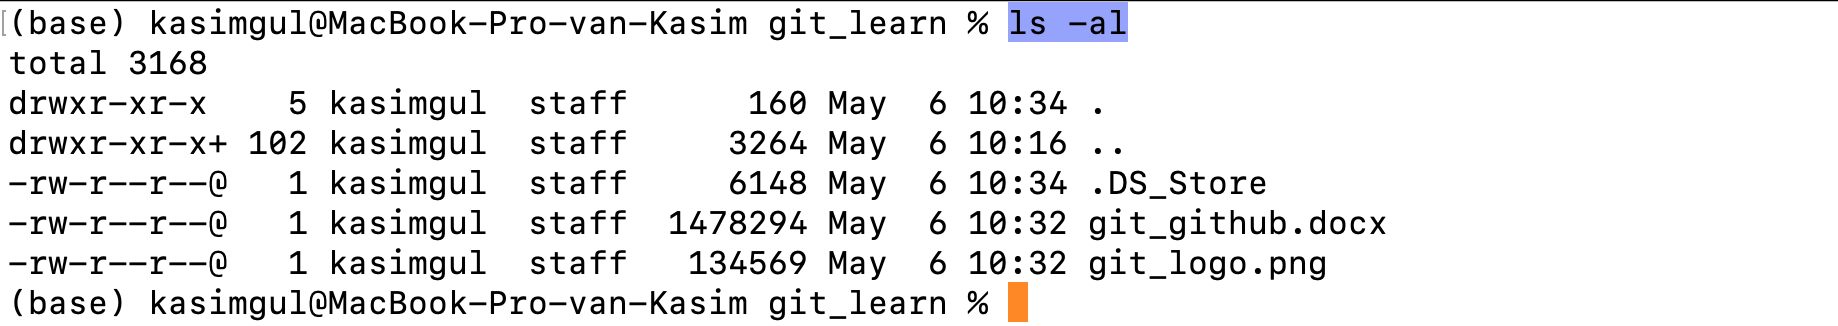 (base) kasimgul@MacBook-Pro-van-Kasim git_learn % ls -al
total 3168
drwxr-xr-x    5 kasimgul  staff      160 May  6 10:34 .
drwxr-xr-x+ 102 kasimgul  staff     3264 May  6 10:16 ..
-rw-r--r--@   1 kasimgul  staff     6148 May  6 10:34 .DS_Store
-rw-r--r--@   1 kasimgul  staff  1478294 May  6 10:32 git_github.docx
-rw-r--r--@   1 kasimgul  staff   134569 May  6 10:32 git_logo.png
(base) kasimgul@MacBook-Pro-van-Kasim git_learn %